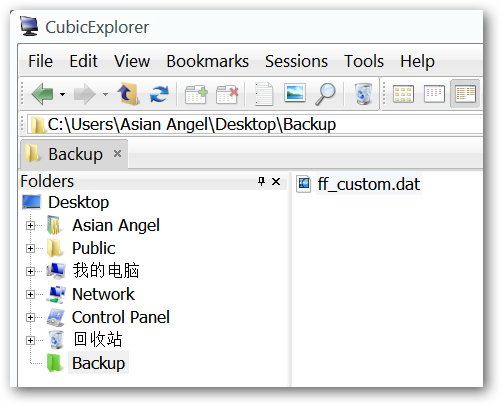 CubicExplorer
File Edit View Bookmarks Sessions Tools Help
C:\Users\Asian Angel\Desktop\Backup
Backup
Folders
Desktop
Asian Angel
Public
我的电脑
Network
Control Panel
回收站
Backup
ff_custom.dat